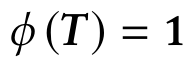 ϕ (T) = 1